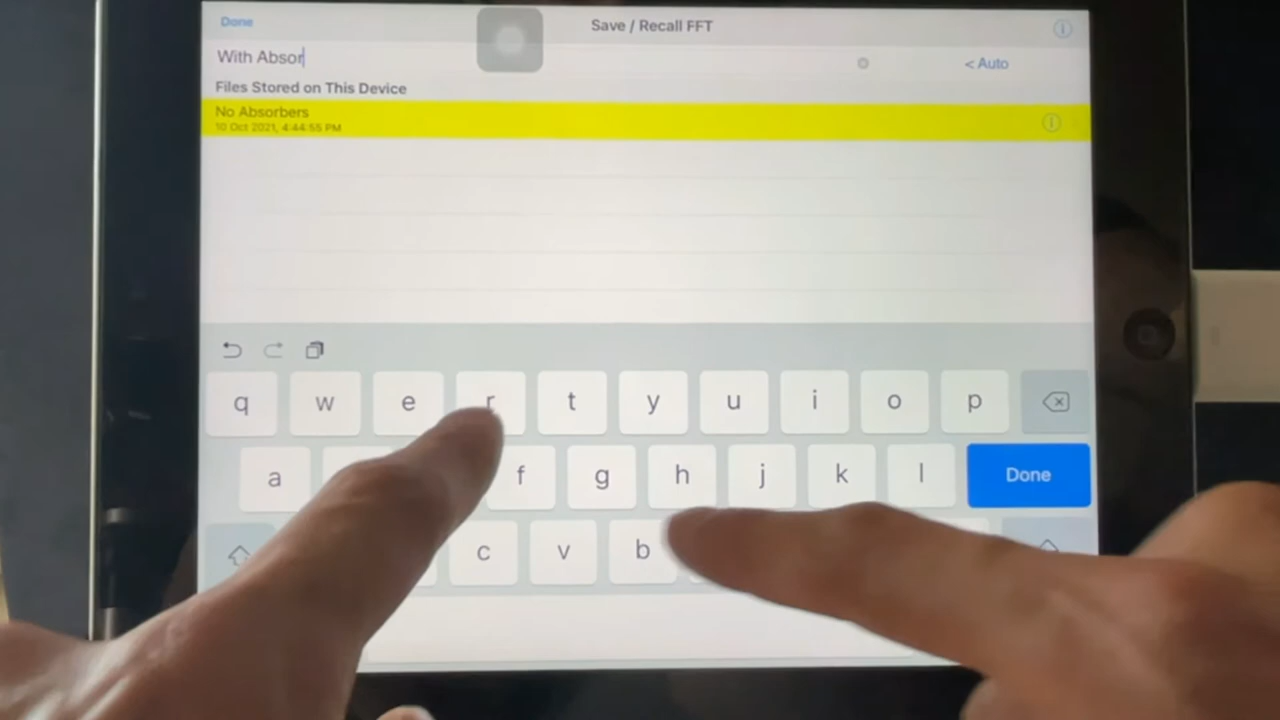 Done
Save / Recall FFT
With Absor
< Auto
Files Stored on This Device
No Absorbers
10 Oct 2021, 4:44:55 PM
q w e r t y u i o p
a f g h j k l Done
c v b